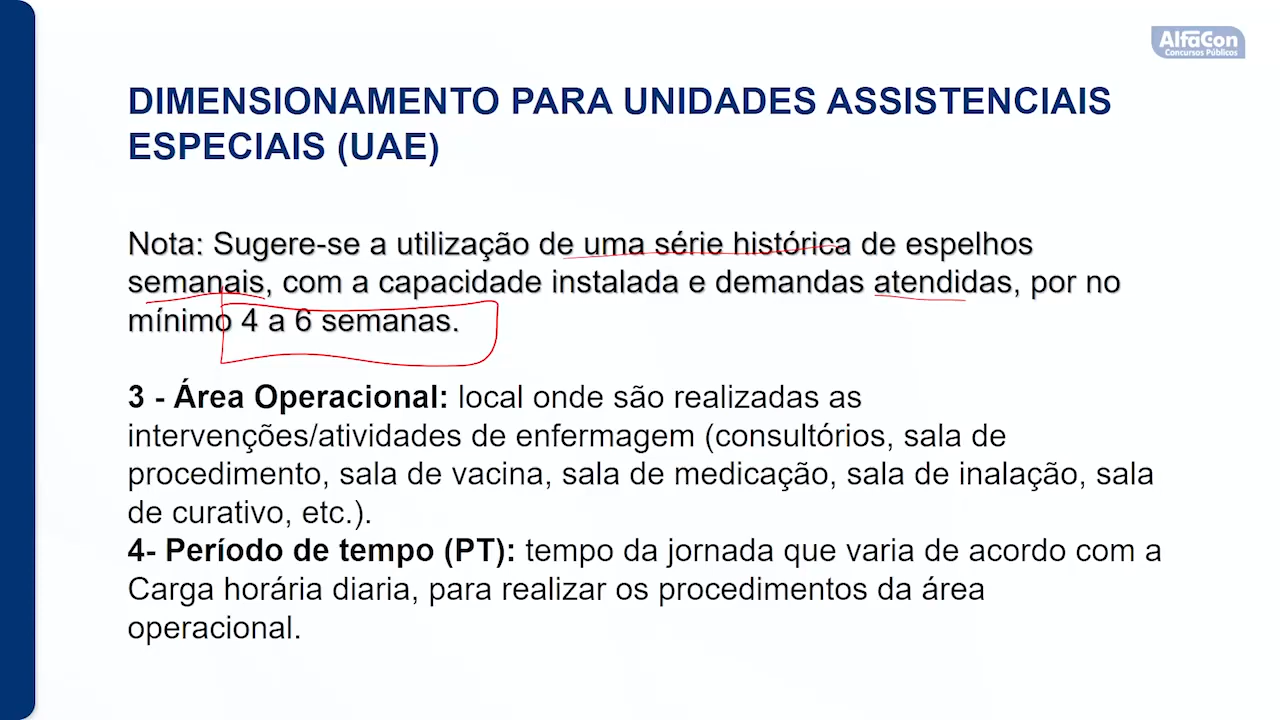 AlfaCon
Concursos Públicos
DIMENSIONAMENTO PARA UNIDADES ASSISTENCIAIS
ESPECIAIS (UAE)
Nota: Sugere-se a utilização de uma série histórica de espelhos
semanais, com a capacidade instalada e demandas atendidas, por no
mínimo 4 a 6 semanas.
3 - Área Operacional: local onde são realizadas as
intervenções/atividades de enfermagem (consultórios, sala de
procedimento, sala de vacina, sala de medicação, sala de inalação, sala
de curativo, etc.).
4- Período de tempo (PT): tempo da jornada que varia de acordo com a
Carga horária diaria, para realizar os procedimentos da área
operacional.